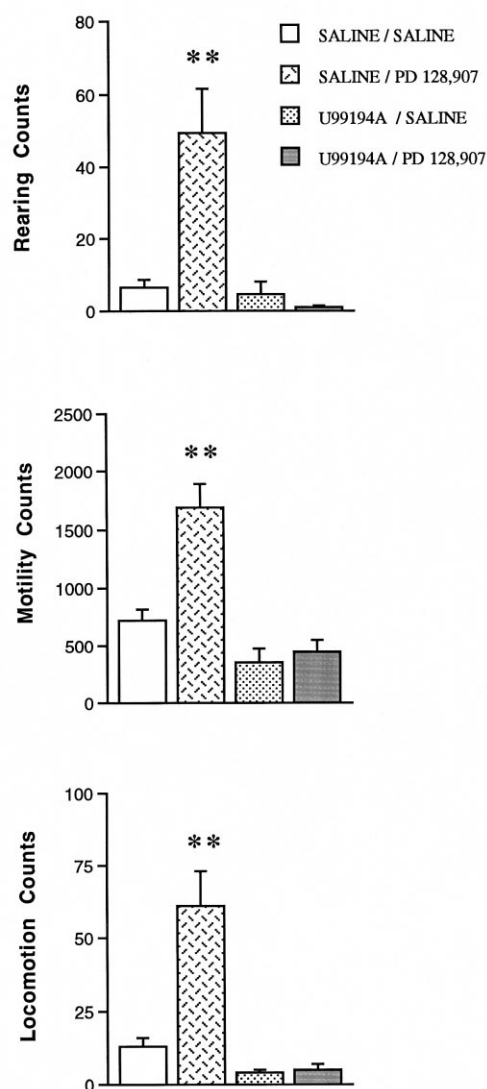 80
60
40
20
0
Rearing Counts
**
SALINE / SALINE
SALINE / PD 128,907
U99194A / SALINE
U99194A / PD 128,907
2500
2000
1500
1000
500
0
Motility Counts
**
100
75
50
25
0
Locomotion Counts
**